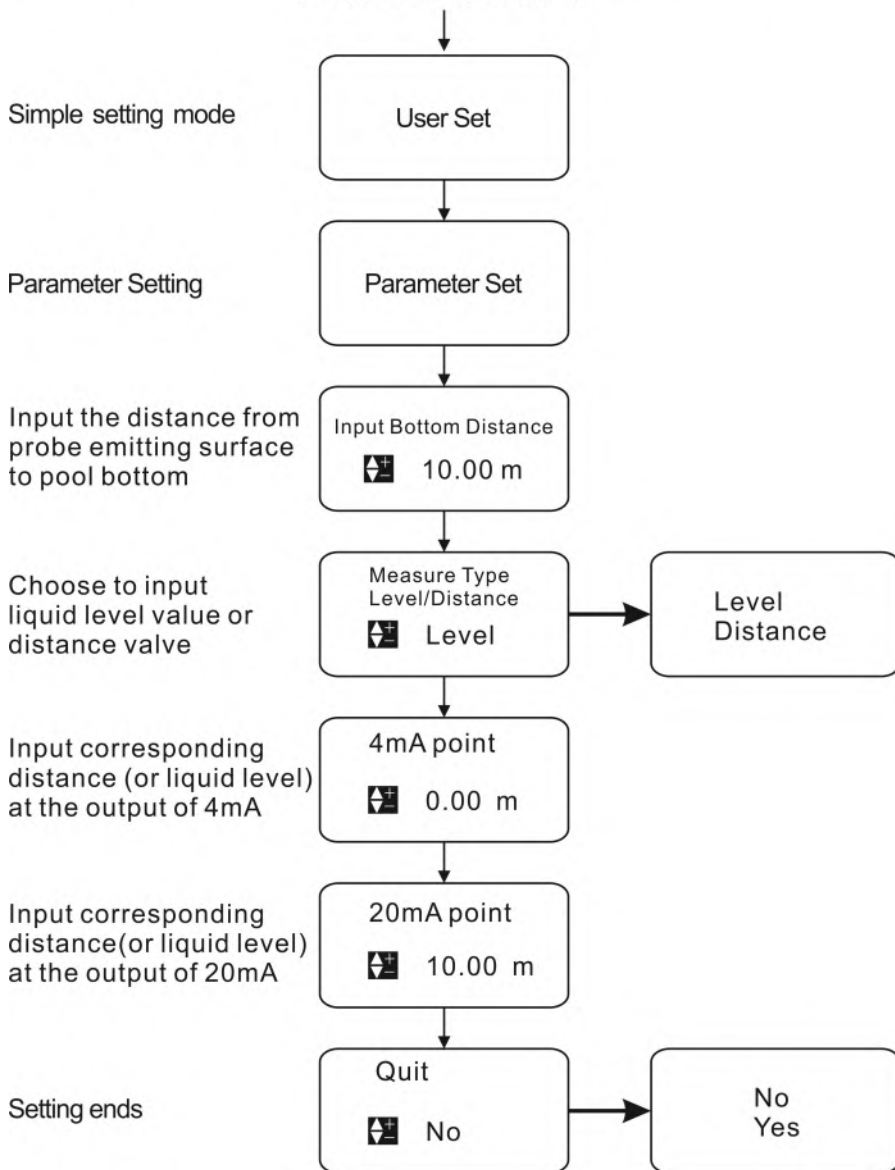 Simple setting mode
User Set
Parameter Setting
Parameter Set
Input the distance from
probe emitting surface
to pool bottom
Input Bottom Distance
10.00 m
Choose to input
liquid level value or
distance valve
Measure Type
Level/Distance
Level
Level
Distance
Input corresponding
distance (or liquid level)
at the output of 4mA
4mA point
0.00 m
Input corresponding
distance(or liquid level)
at the output of 20mA
20mA point
10.00 m
Setting ends
Quit
No
No
Yes